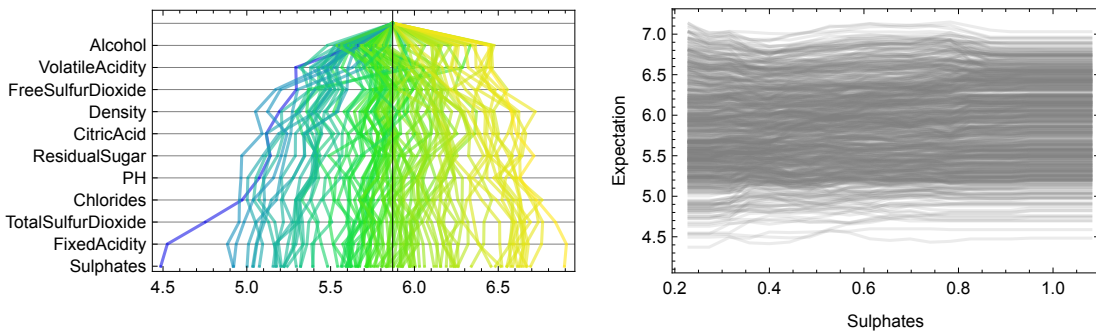 Alcohol
VolatileAcidity
FreeSulfurDioxide
Density
CitricAcid
ResidualSugar
PH
Chlorides
TotalSulfurDioxide
FixedAcidity
Sulphates
4.5 5.0 5.5 6.0 6.5
Expectation
7.0
6.5
6.0
5.5
5.0
4.5
0.2 0.4 0.6 0.8 1.0
Sulphates